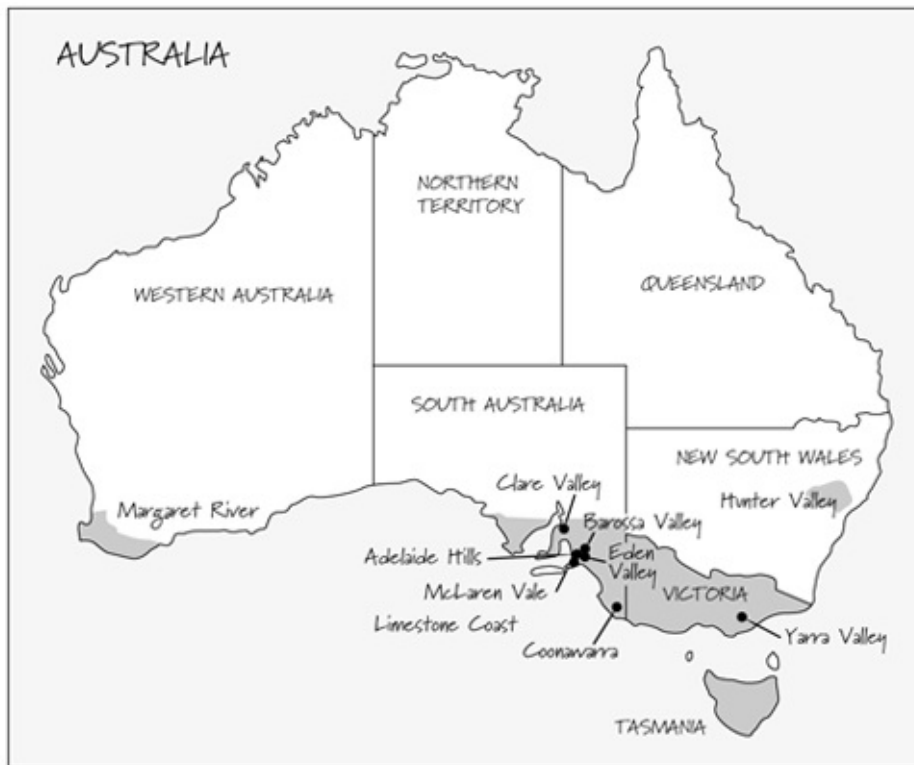 AUSTRALIA
NORTHERN
TERRITORY
WESTERN AUSTRALIA
QUEENSLAND
SOUTH AUSTRALIA
NEW SOUTH WALES
Clare Valley
Hunter Valley
Margaret River
Barossa Valley
Adelaide Hills
Eden
Valley
McLaren Vale
VICTORIA
Limestone Coast
Yarra Valley
Coonawarra
TASMANIA